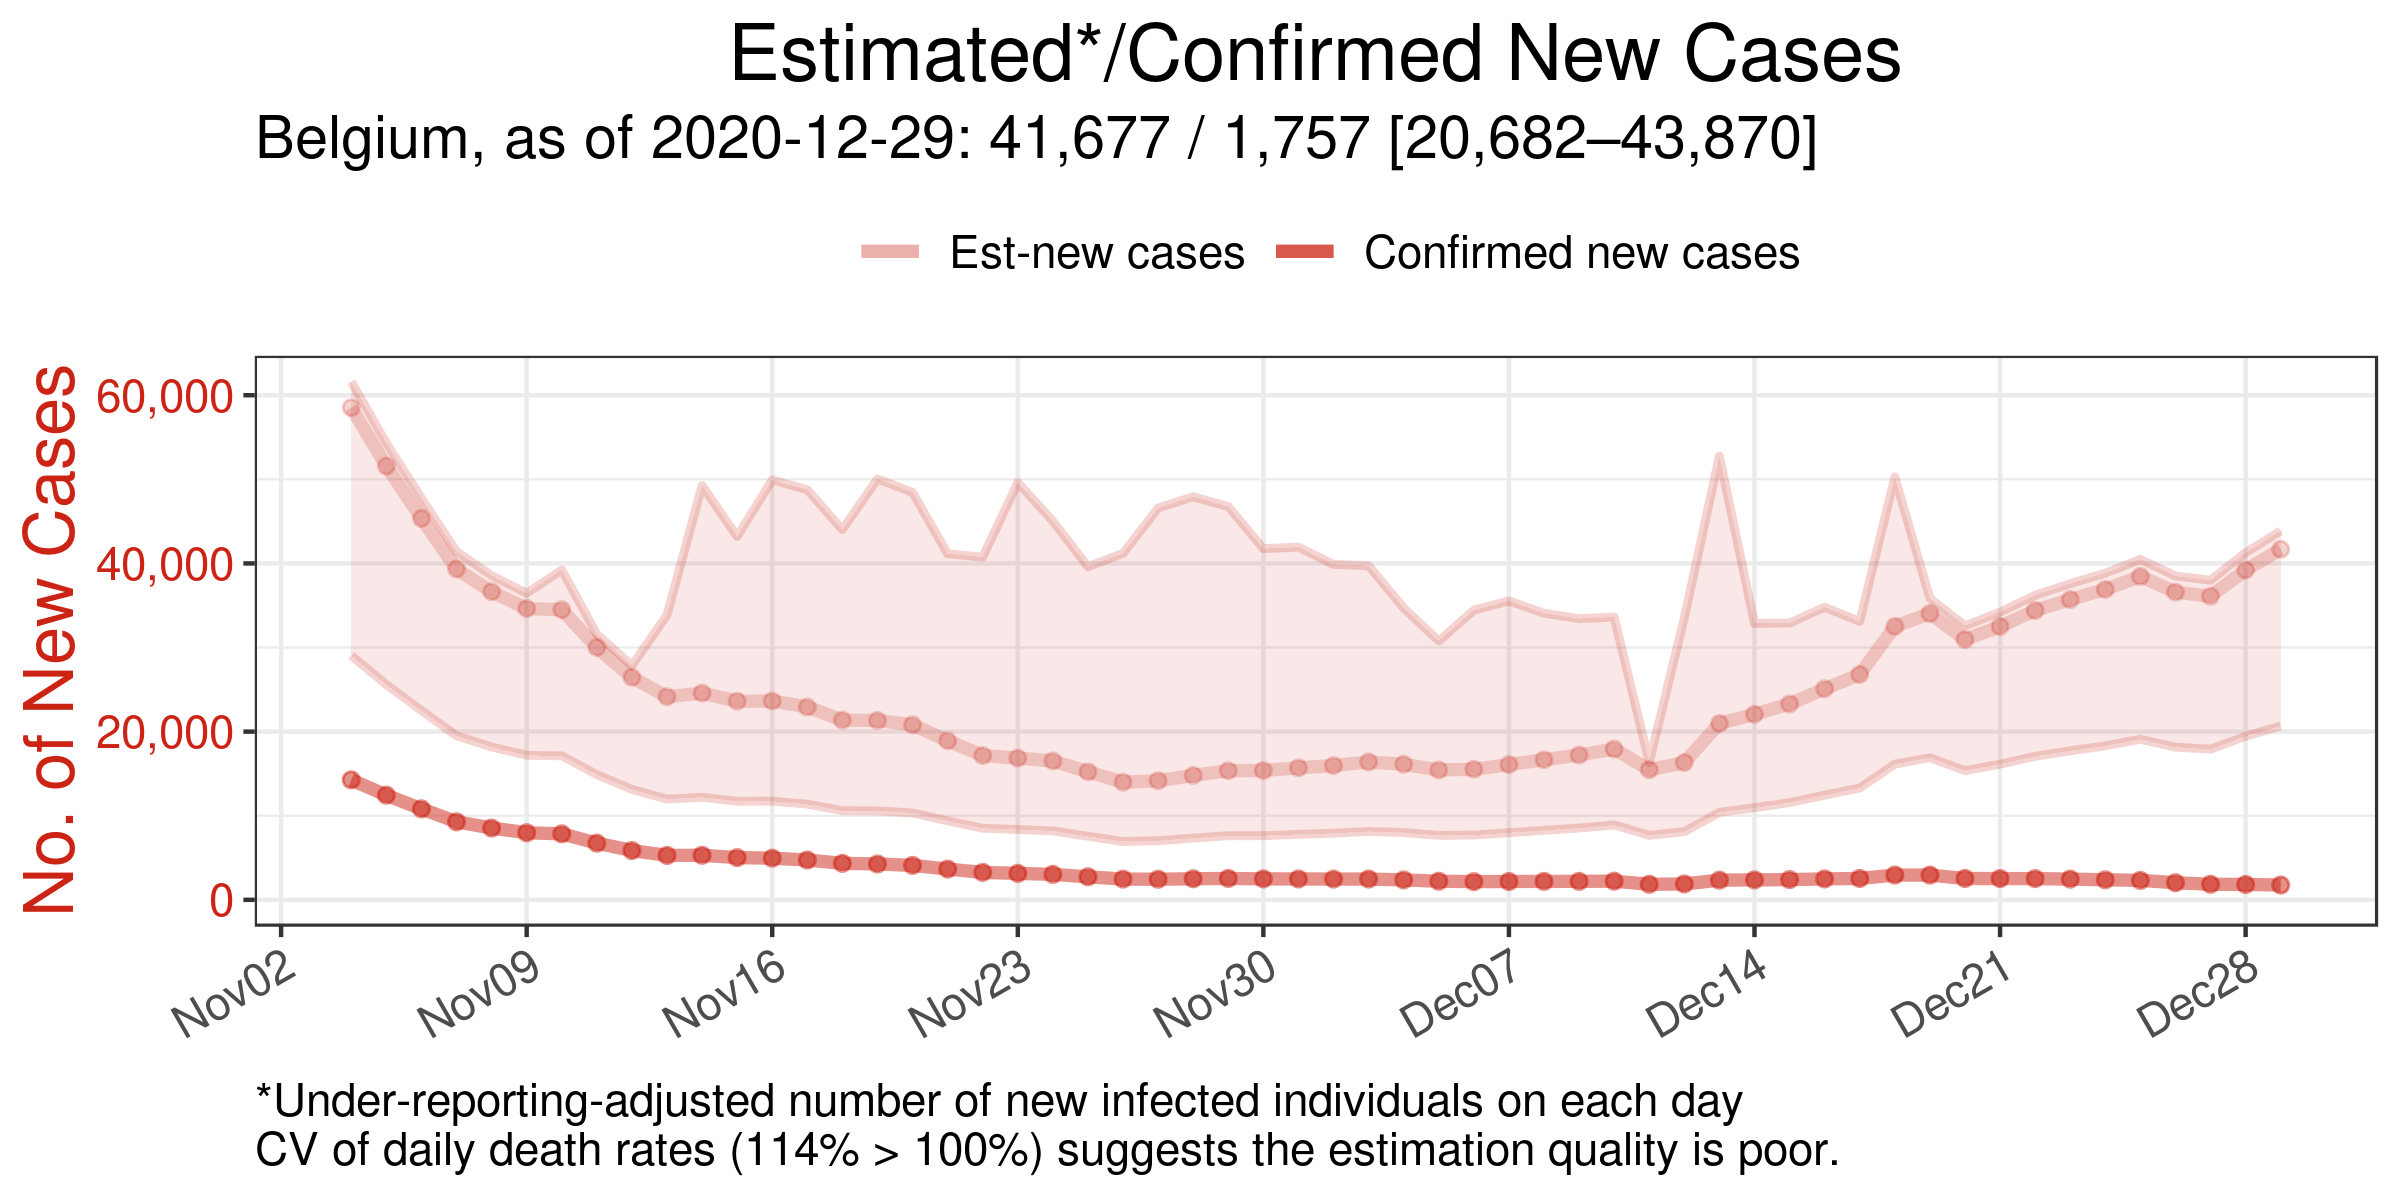 Estimated*/Confirmed New Cases
Belgium, as of 2020-12-29: 41,677 / 1,757 [20,682–43,870]
Est-new cases
Confirmed new cases
No. of New Cases
60,000
40,000
20,000
0
Nov02
Nov09
Nov16
Nov23
Nov30
Dec07
Dec14
Dec21
Dec28
*Under-reporting-adjusted number of new infected individuals on each day
CV of daily death rates (114% > 100%) suggests the estimation quality is poor.